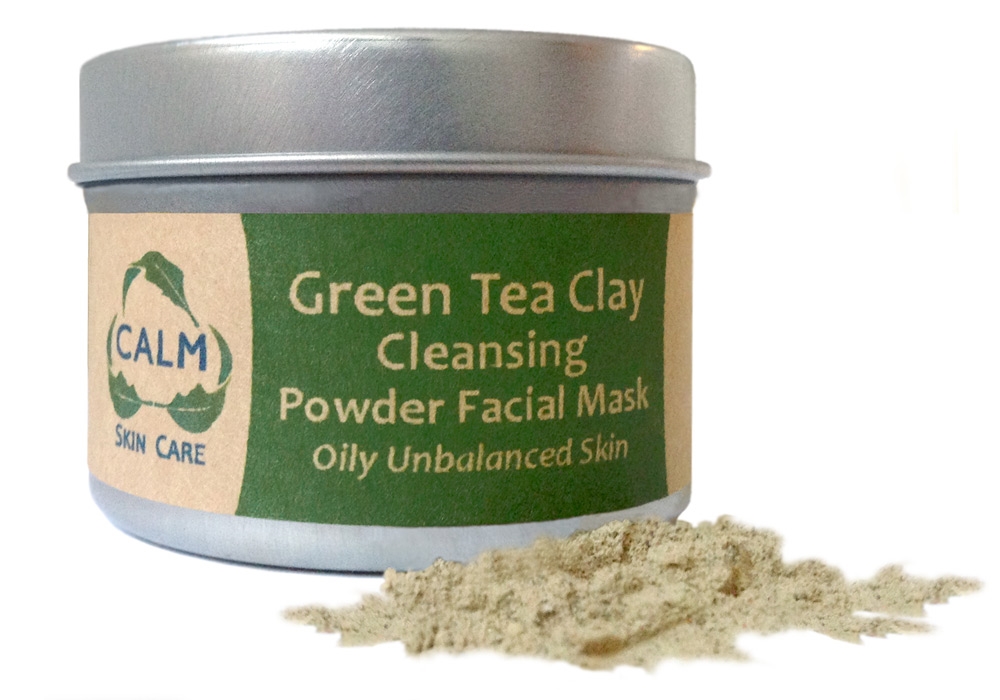 CALM
SKIN CARE
Green Tea Clay
Cleansing
Powder Facial Mask
Oily Unbalanced Skin